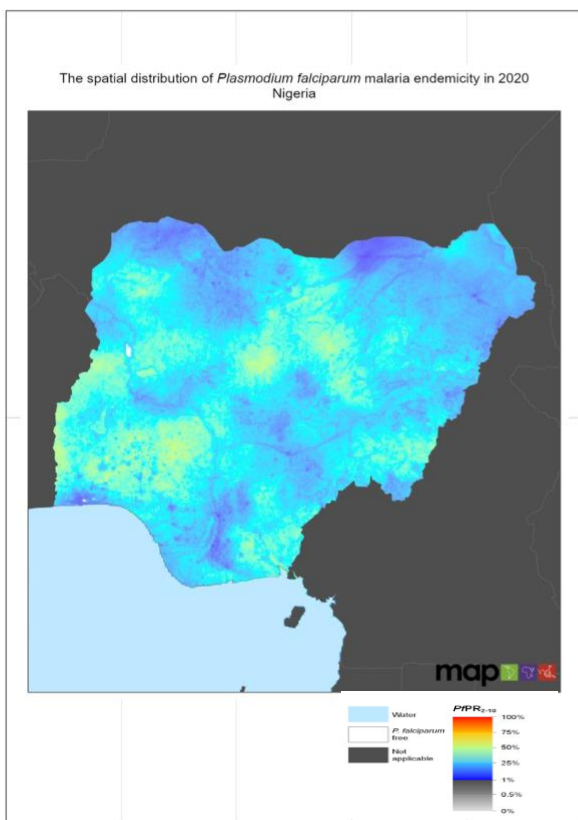 The spatial distribution of Plasmodium falciparum malaria endemicity in 2020
Nigeria
map
Water
P. falciparum
free
Not
applicable
PfPR2-10
100%
75%
50%
25%
1%
0.5%
0%